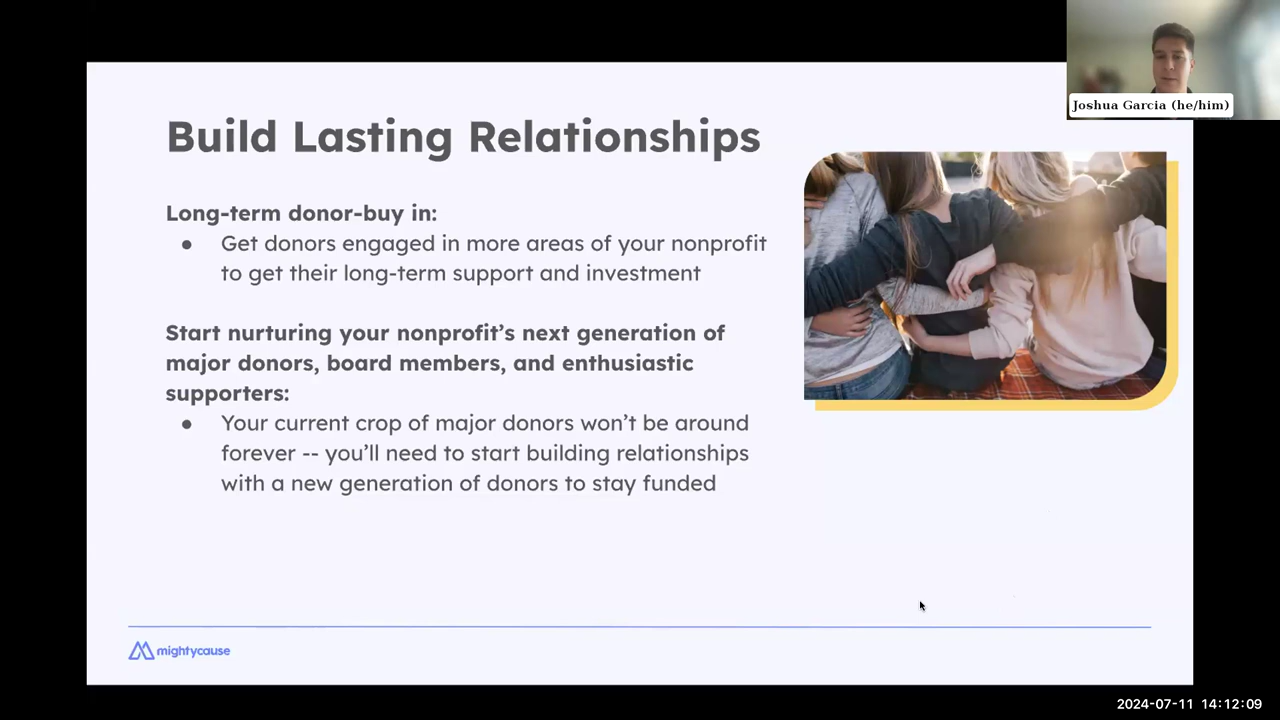 Joshua Garcia (he/him)
Build Lasting Relationships
Long-term donor-buy in:
● Get donors engaged in more areas of your nonprofit
to get their long-term support and investment
Start nurturing your nonprofit’s next generation of
major donors, board members, and enthusiastic
supporters:
● Your current crop of major donors won’t be around
forever -- you’ll need to start building relationships
with a new generation of donors to stay funded
mightycause
2024-07-11 14:12:09